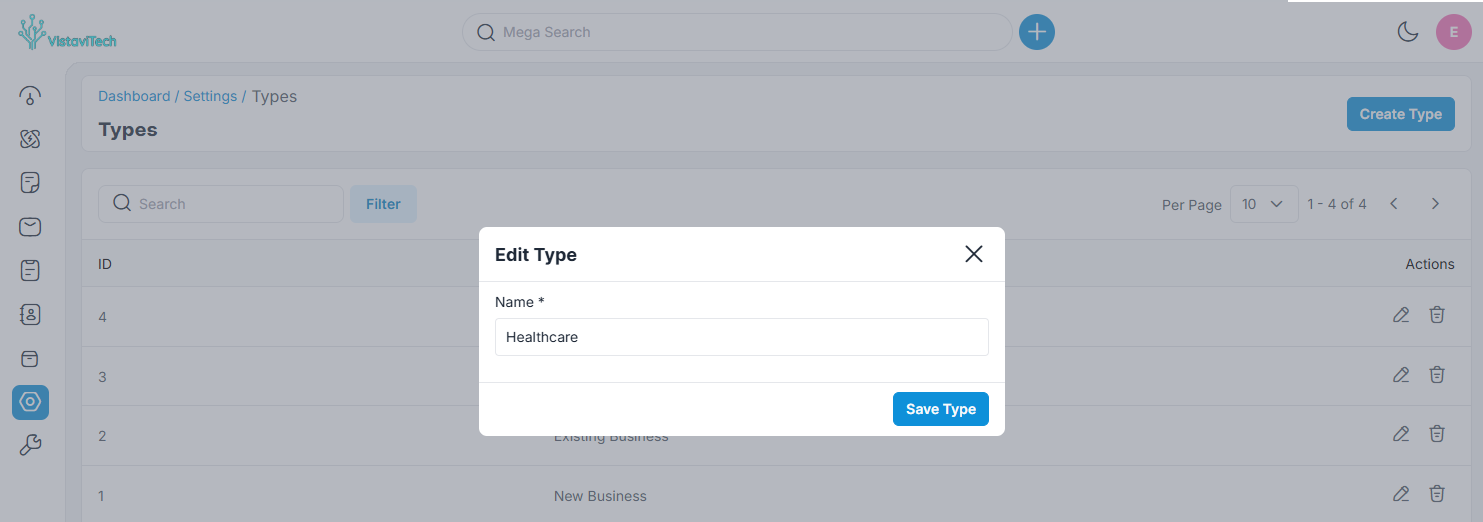 VistaviTech
Mega Search
E
Dashboard / Settings / Types
Types
Create Type
Search
Filter
Per Page
10
1 - 4 of 4
ID
Actions
Edit Type
Name *
Healthcare
Save Type
4
3
2
Existing Business
1
New Business